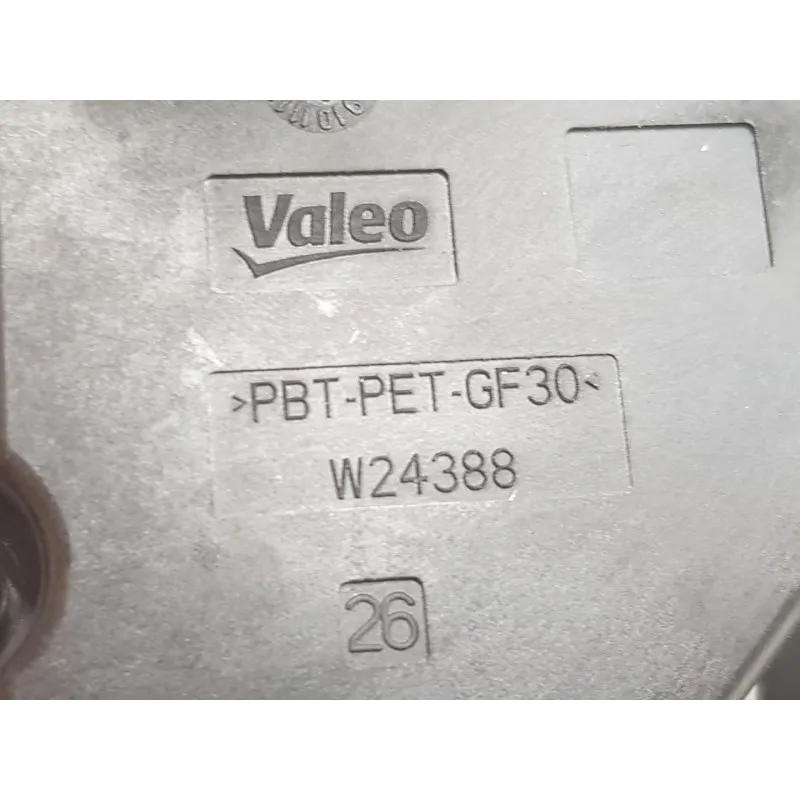 Valeo
>PBT-PET-GF30<
W24388
26